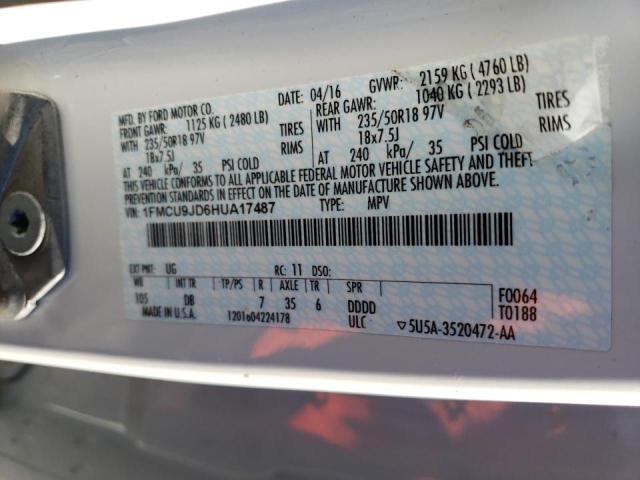 MFD. BY FORD MOTOR CO.
DATE: 04/16 GVWR: 2159 KG ( 4760 LB)
FRONT GAWR: 1125 KG ( 2480 LB)
REAR GAWR: 1040 KG ( 2293 LB)
WITH 235/50R18 97V TIRES
WITH 235/50R18 97V TIRES
18x7.5J RIMS
18x7.5J RIMS
AT 240 kPa/ 35 PSI COLD
AT 240 kPa/ 35 PSI COLD
THIS VEHICLE CONFORMS TO ALL APPLICABLE FEDERAL MOTOR VEHICLE SAFETY AND THEFT
PREVENTION STANDARDS IN EFFECT ON THE DATE OF MANUFACTURE SHOWN ABOVE.
VIN: 1FMCU9JD6HUA17487 TYPE: MPV
EXT PNT: UG RC: 11 DSO:
WB INT TR TP/PS R AXLE TR SPR
105 DB 7 35 6 DDDD F0064
MADE IN U.S.A. 1201604224178 ULC T0188
5U5A-3520472-AA